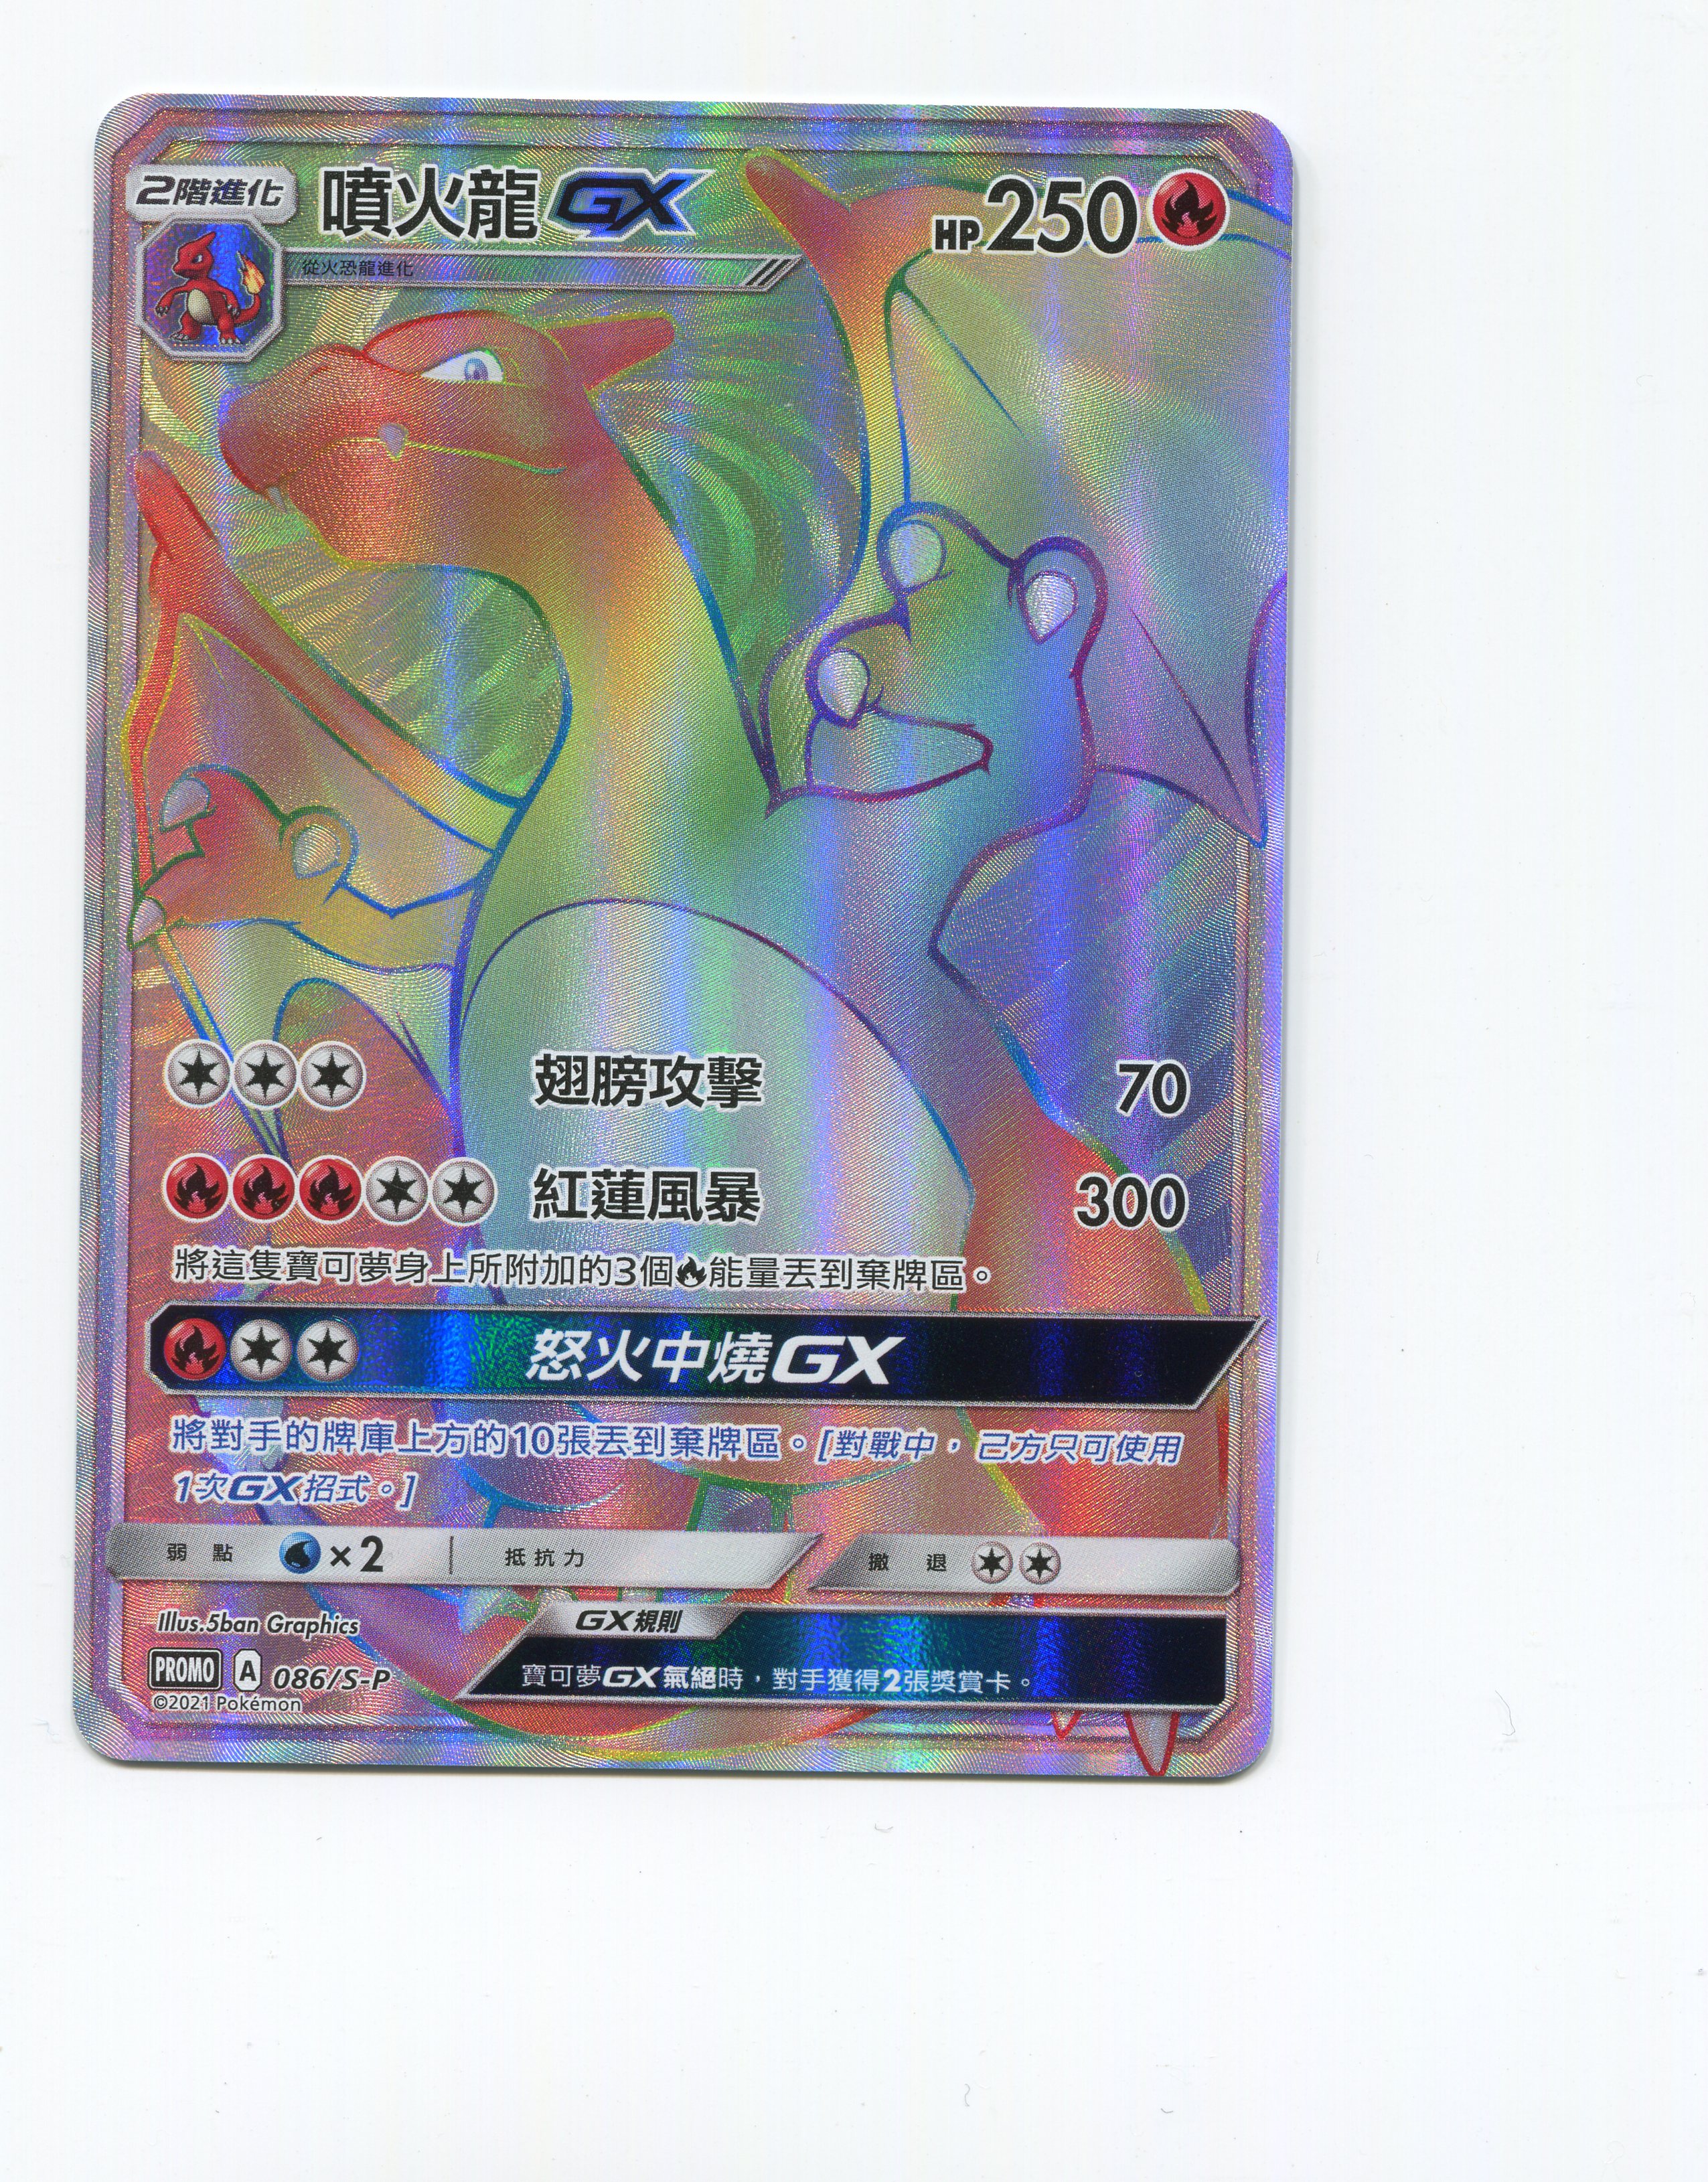 2階進化
噴火龍GX
HP250
從火恐龍進化
翅膀攻擊 70
紅蓮風暴 300
將這隻寶可夢身上所附加的3個能量丟到棄牌區。
怒火中燒GX
將對手的牌庫上方的10張丟到棄牌區。[對戰中，己方只可使用
1次GX招式。]
弱點 ×2 抵抗力 撤退
Illus.5ban Graphics
GX規則
寶可夢GX氣絕時，對手獲得2張獎賞卡。
PROMO A 086/S-P
©2021 Pokémon